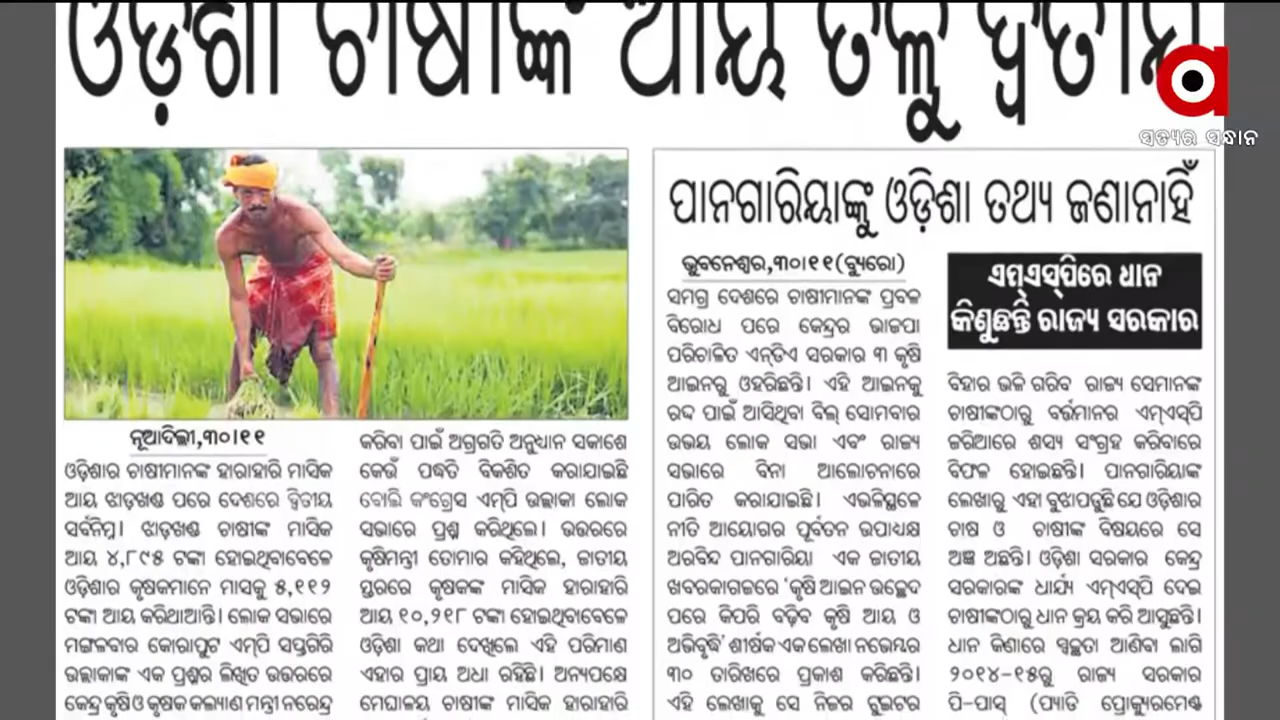 ଓଡ଼ିଶା ଚାଷୀଙ୍କ ଆୟ ତଳୁ ଦ୍ୱିତୀୟ
ସତ୍ୟର ସନ୍ଧାନ
ନୂଆଦିଲ୍ଲୀ,୩୦।୧୧
ଓଡ଼ିଶାର ଚାଷୀମାନଙ୍କ ହାରାହାରି ମାସିକ
ଆୟ ଝାଡ଼ଖଣ୍ଡ ପରେ ଦେଶରେ ଦ୍ୱିତୀୟ
ସର୍ବନିମ୍ନ। ଝାଡ଼ଖଣ୍ଡ ଚାଷୀଙ୍କ ମାସିକ
ଆୟ ୪,୮୯୫ ଟଙ୍କା ହୋଇଥିବାବେଳେ
ଓଡ଼ିଶାର କୃଷକମାନେ ମାସକୁ ୫,୧୧୨
ଟଙ୍କା ଆୟ କରିଥାଆନ୍ତି। ଲୋକ ସଭାରେ
ମଙ୍ଗଳବାର କୋରାପୁଟ ଏମ୍‌ପି ସପ୍ତଗିରି
ଉଲ୍ଲାକାଙ୍କ ଏକ ପ୍ରଶ୍ନର ଲିଖିତ ଉତ୍ତରରେ
କେନ୍ଦ୍ର କୃଷି ଓ କୃଷକ କଲ୍ୟାଣ ମନ୍ତ୍ରୀ ନରେନ୍ଦ୍ର
କରିବା ପାଇଁ ଅଗ୍ରଗତି ଅନୁଧ୍ୟାନ ସକାଶେ
କେଉଁ ପଦ୍ଧତି ବିକଶିତ କରାଯାଇଛି
ବୋଲି କଂଗ୍ରେସ ଏମ୍‌ପି ଉଲ୍ଲାକା ଲୋକ
ସଭାରେ ପ୍ରଶ୍ନ କରିଥିଲେ। ଉତ୍ତରରେ
କୃଷିମନ୍ତ୍ରୀ ତୋମାର କହିଥିଲେ, ଜାତୀୟ
ସ୍ତରରେ କୃଷକଙ୍କ ମାସିକ ହାରାହାରି
ଆୟ ୧୦,୨୧୮ ଟଙ୍କା ହୋଇଥିବାବେଳେ
ଓଡ଼ିଶା କଥା ଦେଖିଲେ ଏହି ପରିମାଣ
ଏହାର ପ୍ରାୟ ଅଧା ରହିଛି। ଅନ୍ୟପକ୍ଷେ
ମେଘାଳୟ ଚାଷୀଙ୍କ ମାସିକ ହାରାହାରି
ପାନଗାରିୟାଙ୍କୁ ଓଡ଼ିଶା ତଥ୍ୟ ଜଣାନାହିଁ
ଭୁବନେଶ୍ୱର,୩୦।୧୧(ବ୍ୟୁରୋ)
ସମଗ୍ର ଦେଶରେ ଚାଷୀମାନଙ୍କ ପ୍ରବଳ
ବିରୋଧ ପରେ କେନ୍ଦ୍ରର ଭାଜପା
ପରିଚାଳିତ ଏନ୍‌ଡିଏ ସରକାର ୩ କୃଷି
ଆଇନରୁ ଓହରିଛନ୍ତି। ଏହି ଆଇନକୁ
ରଦ୍ଦ ପାଇଁ ଆସିଥିବା ବିଲ୍ ସୋମବାର
ଉଭୟ ଲୋକ ସଭା ଏବଂ ରାଜ୍ୟ
ସଭାରେ ବିନା ଆଲୋଚନାରେ
ପାରିତ କରାଯାଇଛି। ଏଭଳିସ୍ଥଳେ
ନୀତି ଆୟୋଗର ପୂର୍ବତନ ଉପାଧ୍ୟକ୍ଷ
ଅରବିନ୍ଦ ପାନଗାରିୟା ଏକ ଜାତୀୟ
ଖବରକାଗଜରେ 'କୃଷି ଆଇନ ଉଚ୍ଛେଦ
ପରେ କିପରି ବଢ଼ିବ କୃଷି ଆୟ ଓ
ଅଭିବୃଦ୍ଧି' ଶୀର୍ଷକ ଏକ ଲେଖା ନଭେମ୍ବର
୩୦ ତାରିଖରେ ପ୍ରକାଶ କରିଛନ୍ତି।
ଏହି ଲେଖାକୁ ସେ ନିଜର ଟୁଇଟର
ଏମ୍‌ଏସ୍‌ପିରେ ଧାନ
କିଣୁଛନ୍ତି ରାଜ୍ୟ ସରକାର
ବିହାର ଭଳି ଗରିବ ରାଜ୍ୟ ସେମାନଙ୍କ
ଚାଷୀଙ୍କଠାରୁ ବର୍ତ୍ତମାନର ଏମ୍‌ଏସ୍‌ପି
ଜରିଆରେ ଶସ୍ୟ ସଂଗ୍ରହ କରିବାରେ
ବିଫଳ ହୋଇଛନ୍ତି। ପାନଗାରିୟାଙ୍କ
ଲେଖାରୁ ଏହା ବୁଝାପଡୁଛି ଯେ ଓଡ଼ିଶାର
ଚାଷ ଓ ଚାଷୀଙ୍କ ବିଷୟରେ ସେ
ଅଜ୍ଞ ଅଛନ୍ତି। ଓଡ଼ିଶା ସରକାର କେନ୍ଦ୍ର
ସରକାରଙ୍କ ଧାର୍ଯ୍ୟ ଏମ୍‌ଏସ୍‌ପି ଦେଇ
ଚାଷୀଙ୍କଠାରୁ ଧାନ କ୍ରୟ କରି ଆସୁଛନ୍ତି।
ଧାନ କିଣାରେ ସ୍ୱଚ୍ଛତା ଆଣିବା ଲାଗି
୨୦୧୪-୧୫ରୁ ରାଜ୍ୟ ସରକାର
ପି-ପାସ୍ (ପ୍ୟାଡି ପ୍ରୋକ୍ୟୁରମେଣ୍ଟ